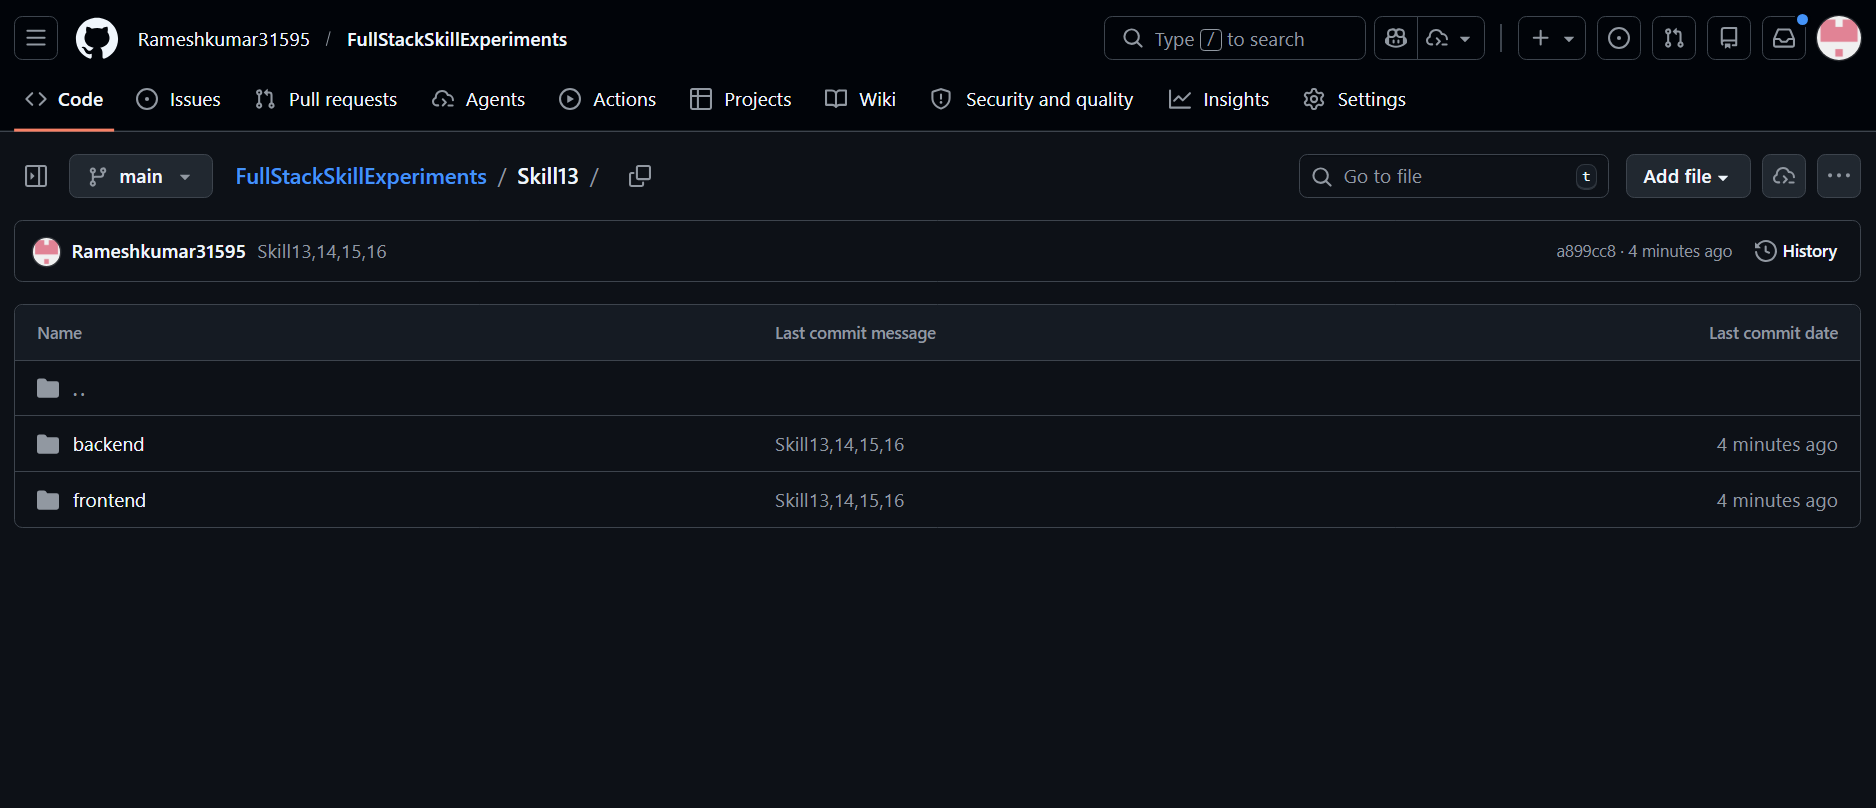 Rameshkumar31595 / FullStackSkillExperiments
Type / to search
Code Issues Pull requests Agents Actions Projects Wiki Security and quality Insights Settings
main FullStackSkillExperiments / Skill13 / Go to file t Add file
Rameshkumar31595 Skill13,14,15,16 a899cc8 · 4 minutes ago History
Name Last commit message Last commit date
..
backend Skill13,14,15,16 4 minutes ago
frontend Skill13,14,15,16 4 minutes ago